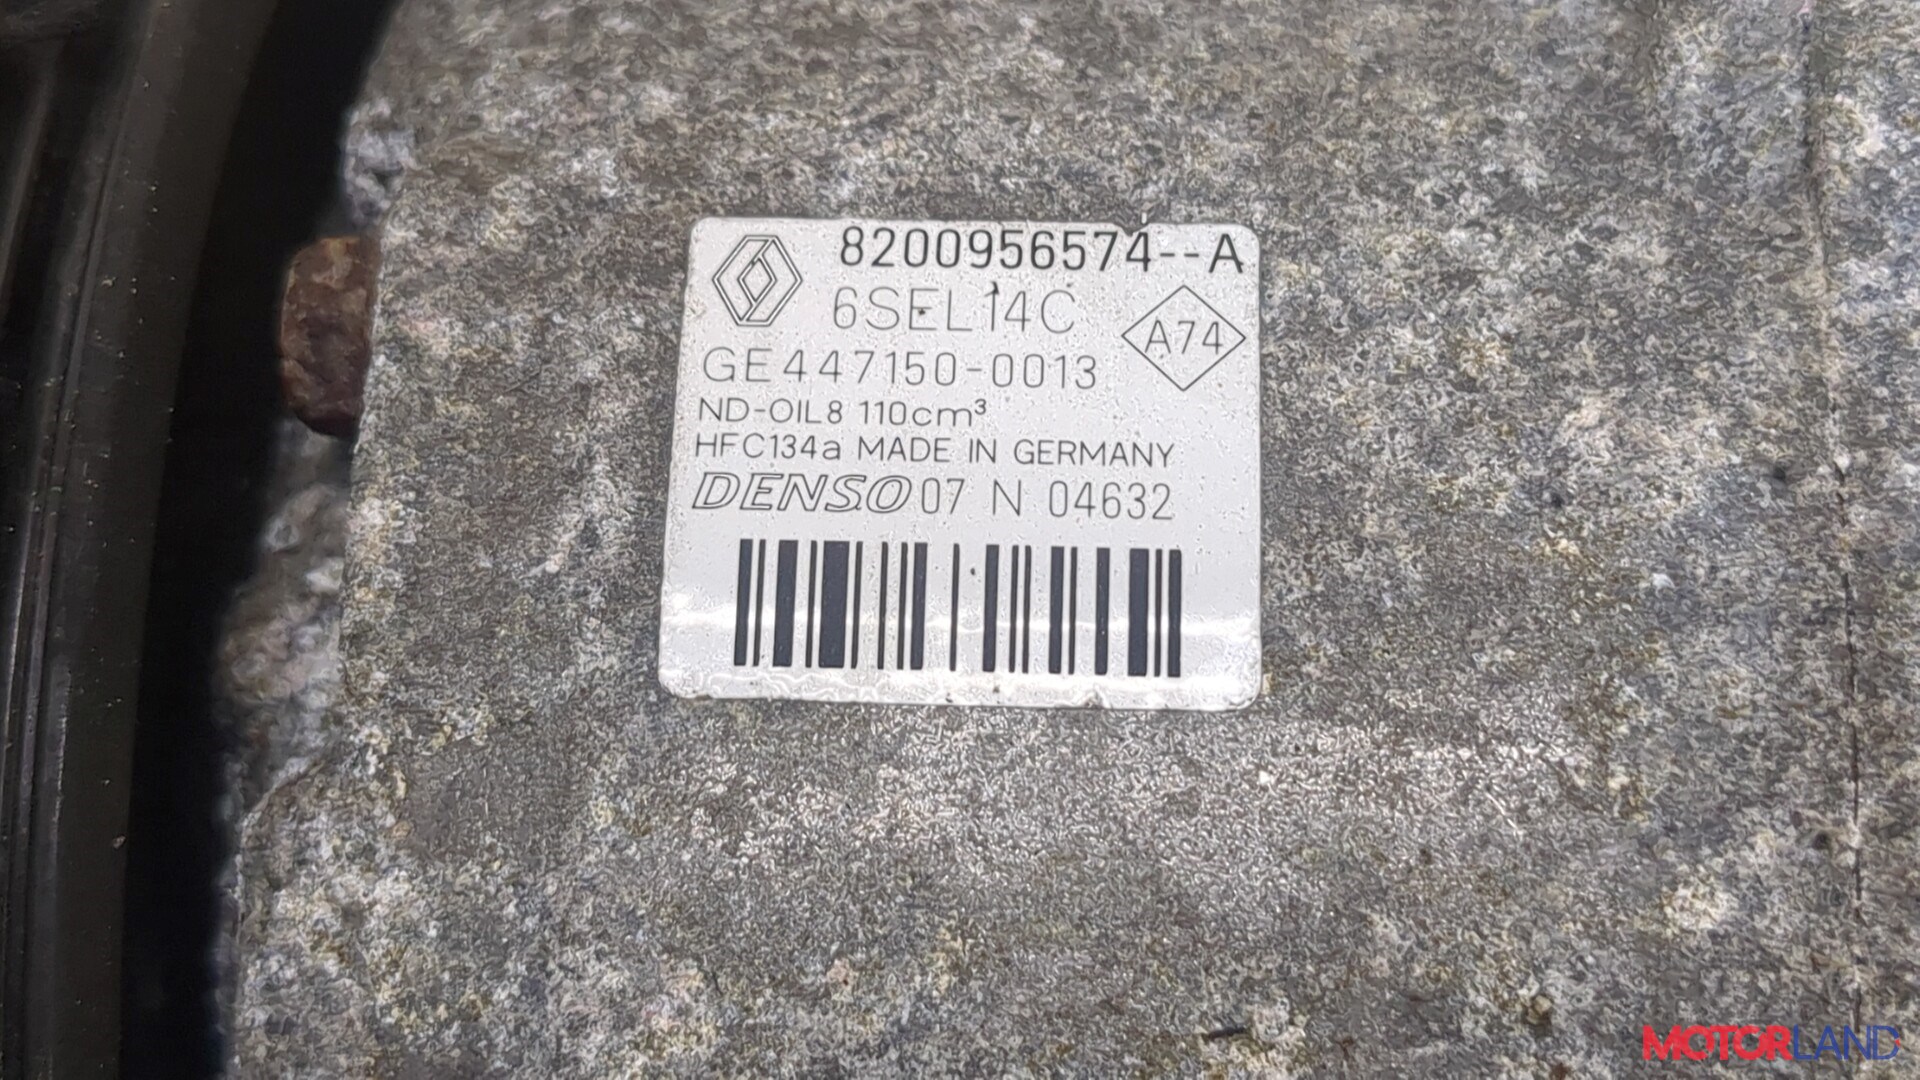 8200956574--A
6SEL14C
A74
GE447150-0013
ND-OIL8 110cm³
HFC134a MADE IN GERMANY
DENSO 07 N 04632
MOTORLAND